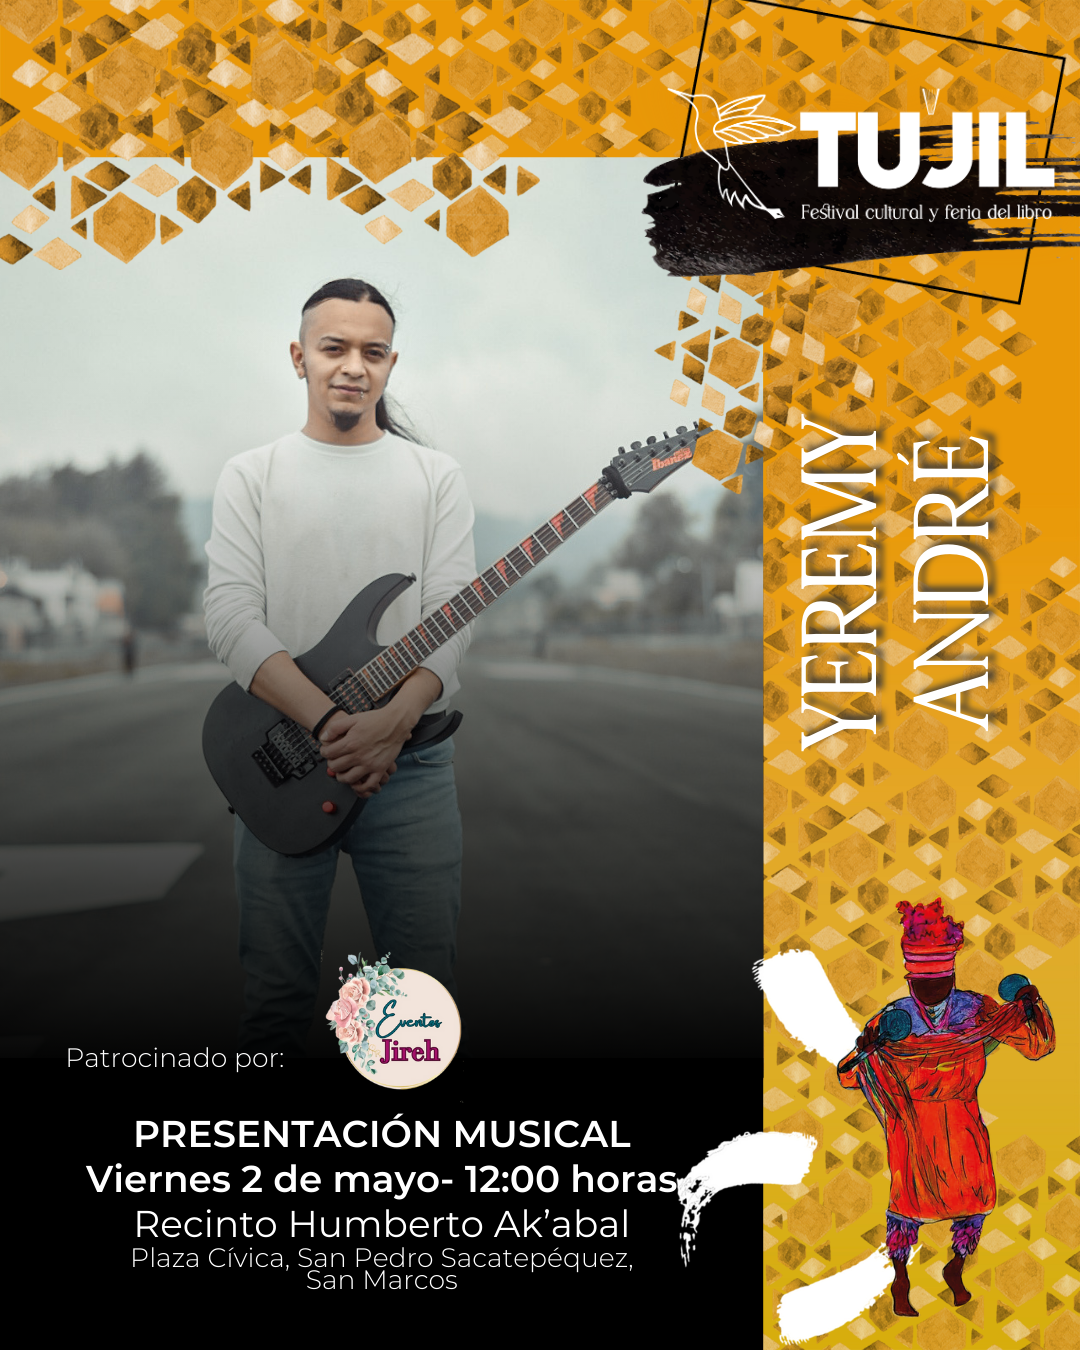 TUJIL
Festival cultural y feria del libro
Ibanez
YEREMY
ANDRÉ
Patrocinado por:
Eventos
Jireh
PRESENTACIÓN MUSICAL
Viernes 2 de mayo- 12:00 horas
Recinto Humberto Ak’abal
Plaza Cívica, San Pedro Sacatepéquez,
San Marcos